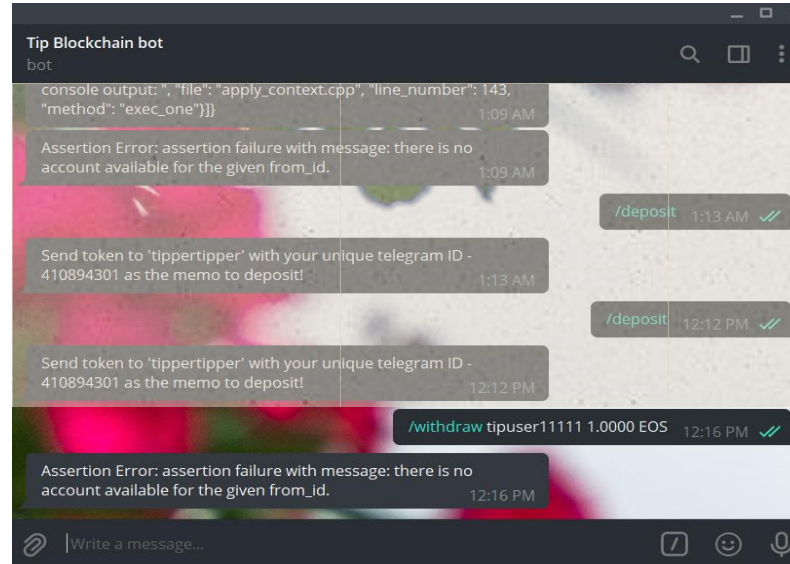 Tip Blockchain bot
bot
console output: ", "file": "apply_context.cpp", "line_number": 143,
"method": "exec_one"}]}
1:09 AM
Assertion Error: assertion failure with message: there is no
account available for the given from_id.
1:09 AM
/deposit 1:13 AM
Send token to 'tippertipper' with your unique telegram ID -
410894301 as the memo to deposit!
1:13 AM
/deposit 12:12 PM
Send token to 'tippertipper' with your unique telegram ID -
410894301 as the memo to deposit!
12:12 PM
/withdraw tipuser11111 1.0000 EOS 12:16 PM
Assertion Error: assertion failure with message: there is no
account available for the given from_id.
12:16 PM
Write a message...